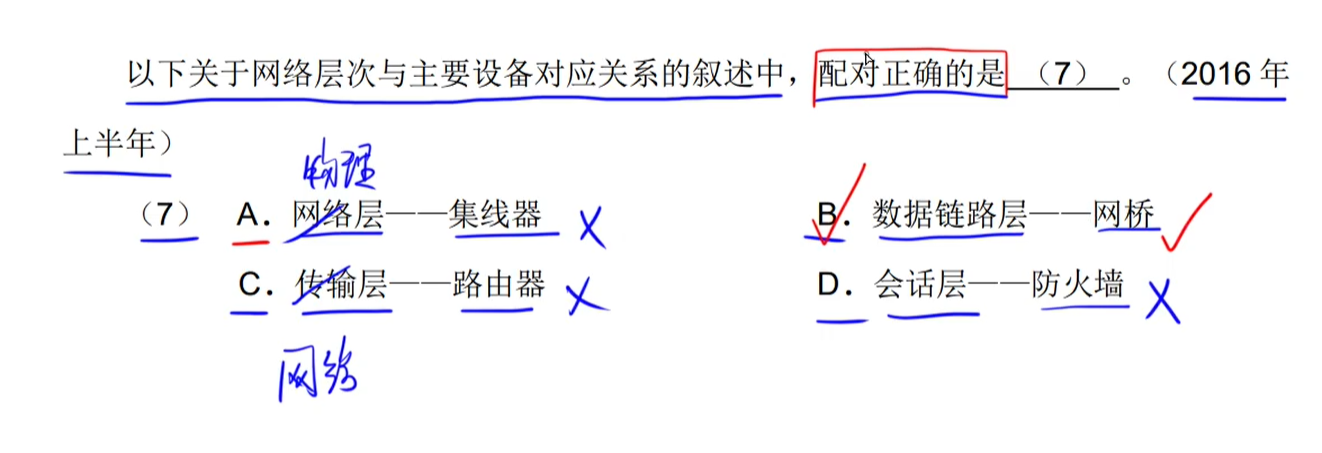 以下关于网络层次与主要设备对应关系的叙述中，配对正确的是（7）。（2016 年
上半年）
物理
（7） A．网络层——集线器 X B．数据链路层——网桥
C．传输层——路由器 X D．会话层——防火墙 X
网络